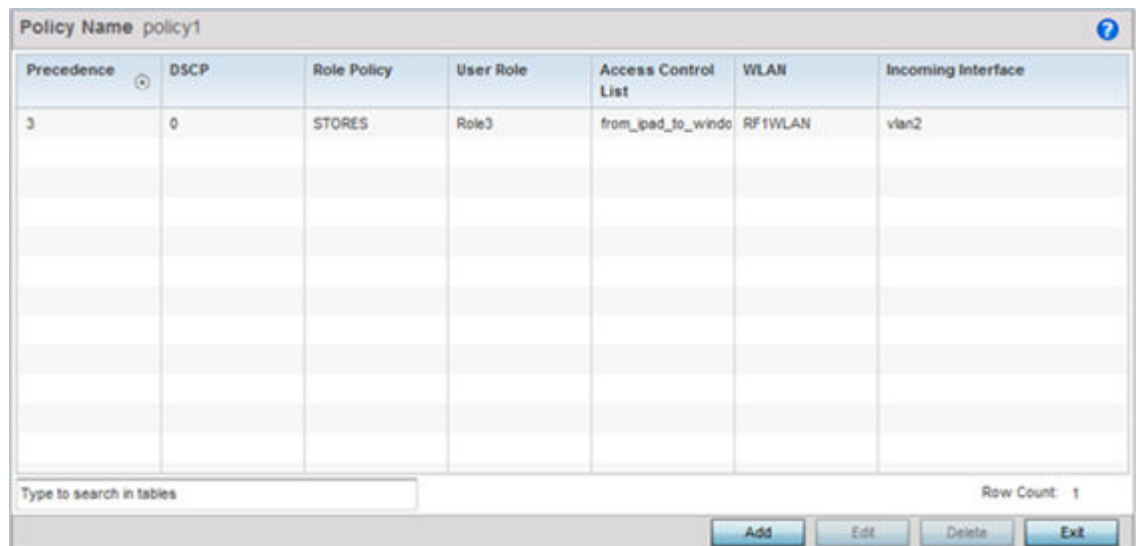 Policy Name policy1
?
Precedence DSCP Role Policy User Role Access Control List WLAN Incoming Interface
3 0 STORES Role3 from_ipad_to_windo RF1WLAN vlan2
Type to search in tables Row Count: 1
Add Edit Delete Exit